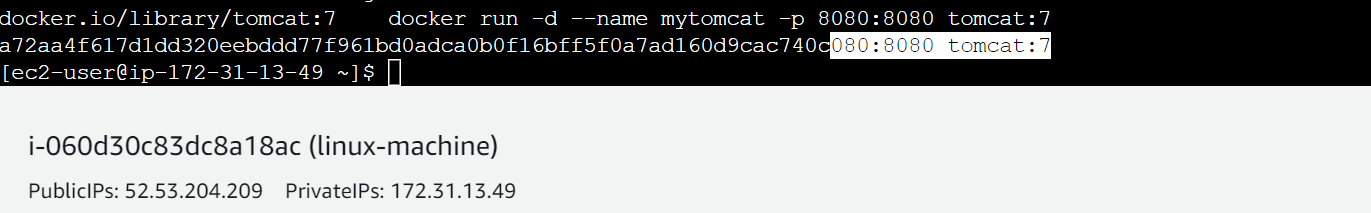 docker.io/library/tomcat:7    docker run -d --name mytomcat -p 8080:8080 tomcat:7
a72aa4f617d1dd320eebddd77f961bd0adca0b0f16bff5f0a7ad160d9cac740c080:8080 tomcat:7
[ec2-user@ip-172-31-13-49 ~]$
i-060d30c83dc8a18ac (linux-machine)
PublicIPs: 52.53.204.209    PrivateIPs: 172.31.13.49